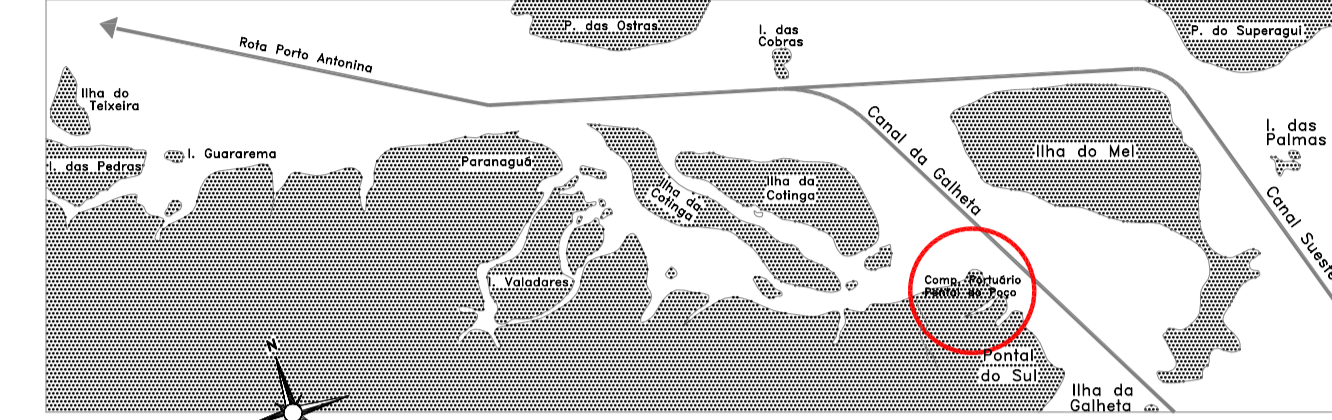 P. das Ostras
I. das
Cobras
P. do Superagui
Rota Porto Antonina
Ilha do
Teixeira
Canal da Galheta
I. das
Palmas
I. das Pedras
I. Guararema
Paranaguá
Ilha da
Cotinga
Ilha da
Cotinga
Ilha do Mel
Canal Sueste
I. Valadares
Comp. Portuário
Pontal do Poço
Pontal
do Sul
Ilha da
Galheta
N